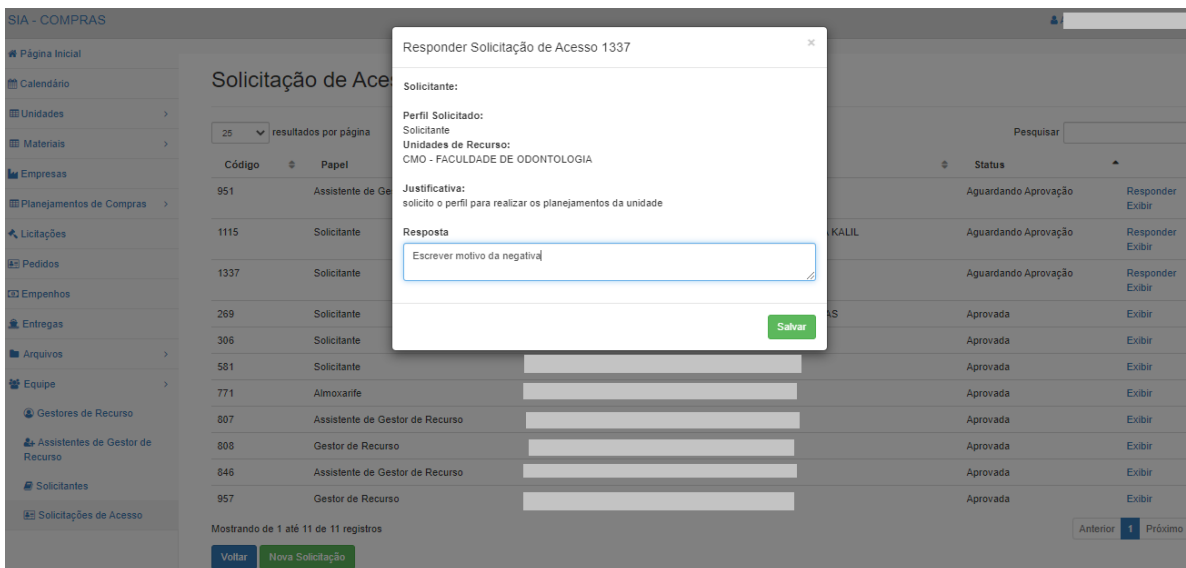 SIA - COMPRAS
Página Inicial
Calendário
Unidades
Materiais
Empresas
Planejamentos de Compras
Licitações
Pedidos
Empenhos
Entregas
Arquivos
Equipe
Gestores de Recurso
Assistentes de Gestor de
Recurso
Solicitantes
Solicitações de Acesso
Solicitação de Ace
25 resultados por página
Pesquisar
Código Papel Status
951 Assistente de Ge Aguardando Aprovação Responder
Exibir
1115 Solicitante KALIL Aguardando Aprovação Responder
Exibir
1337 Solicitante Aguardando Aprovação Responder
Exibir
269 Solicitante AS Aprovada Exibir
306 Solicitante Aprovada Exibir
581 Solicitante Aprovada Exibir
771 Almoxarife Aprovada Exibir
807 Assistente de Gestor de Recurso Aprovada Exibir
808 Gestor de Recurso Aprovada Exibir
846 Assistente de Gestor de Recurso Aprovada Exibir
957 Gestor de Recurso Aprovada Exibir
Mostrando de 1 até 11 de 11 registros
Anterior 1 Próximo
Voltar Nova Solicitação
Responder Solicitação de Acesso 1337 ×
Solicitante:
Perfil Solicitado:
Solicitante
Unidades de Recurso:
CMO - FACULDADE DE ODONTOLOGIA
Justificativa:
solicito o perfil para realizar os planejamentos da unidade
Resposta
Escrever motivo da negativa
Salvar